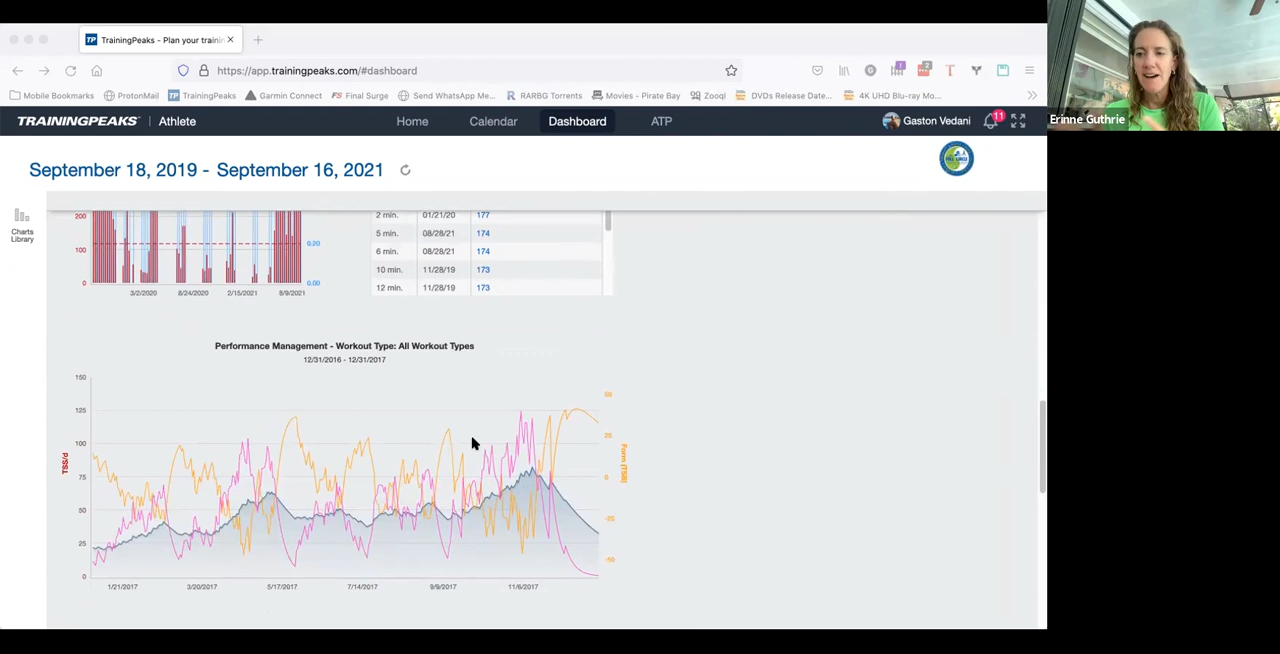 TP TrainingPeaks - Plan your trainin
https://app.trainingpeaks.com/#dashboard
Mobile Bookmarks ProtonMail TP TrainingPeaks Garmin Connect FS Final Surge Send WhatsApp Me... R RARBG Torrents Movies - Pirate Bay Zooqi DVDs Release Date... 4K UHD Blu-ray Mo...
TRAININGPEAKS Athlete Home Calendar Dashboard ATP Gaston Vedani 11
Erinne Guthrie
September 18, 2019 - September 16, 2021
Charts
Library
200
100
0
0.20
0.00
3/2/2020 8/24/2020 2/15/2021 8/9/2021
2 min. 01/21/20 177
5 min. 08/28/21 174
6 min. 08/28/21 174
10 min. 11/28/19 173
12 min. 11/28/19 173
Performance Management - Workout Type: All Workout Types
12/31/2016 - 12/31/2017
150
125
100
75
50
25
0
TSS/d
50
25
0
-25
-50
Form (TSB)
1/21/2017 3/20/2017 5/17/2017 7/14/2017 9/9/2017 11/6/2017